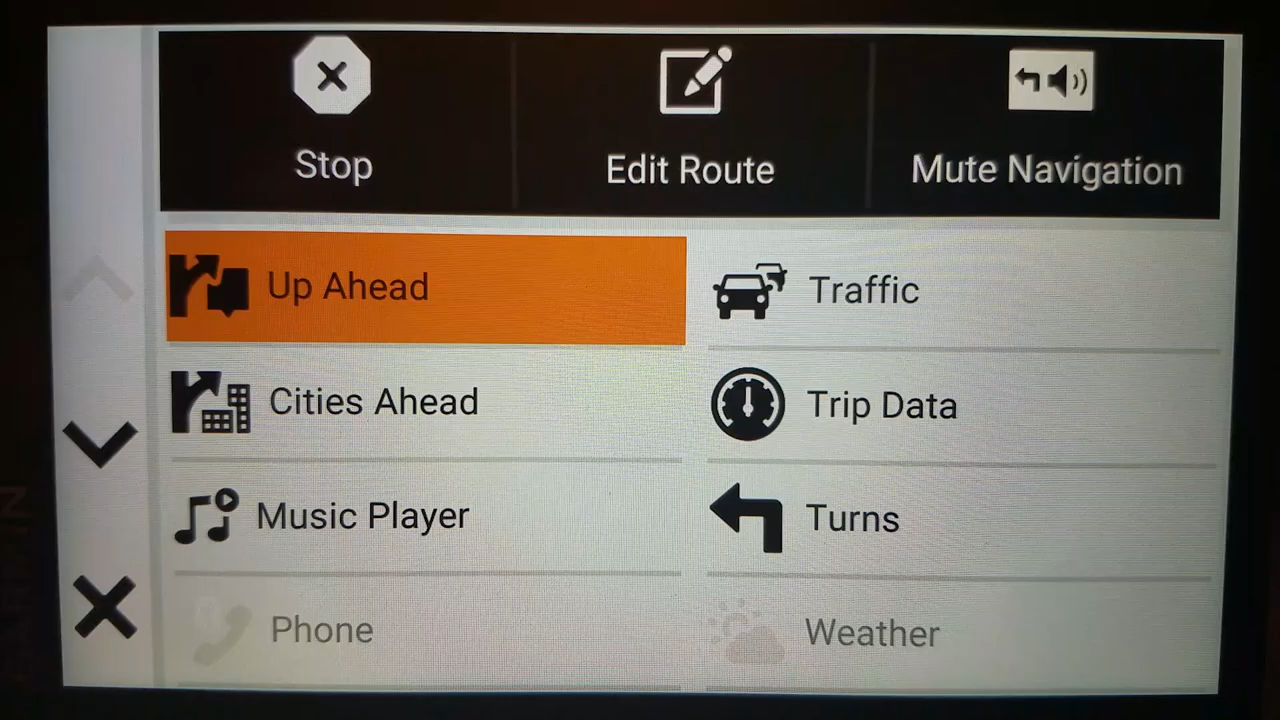 Stop
Edit Route
Mute Navigation
Up Ahead
Traffic
Cities Ahead
Trip Data
Music Player
Turns
Phone
Weather